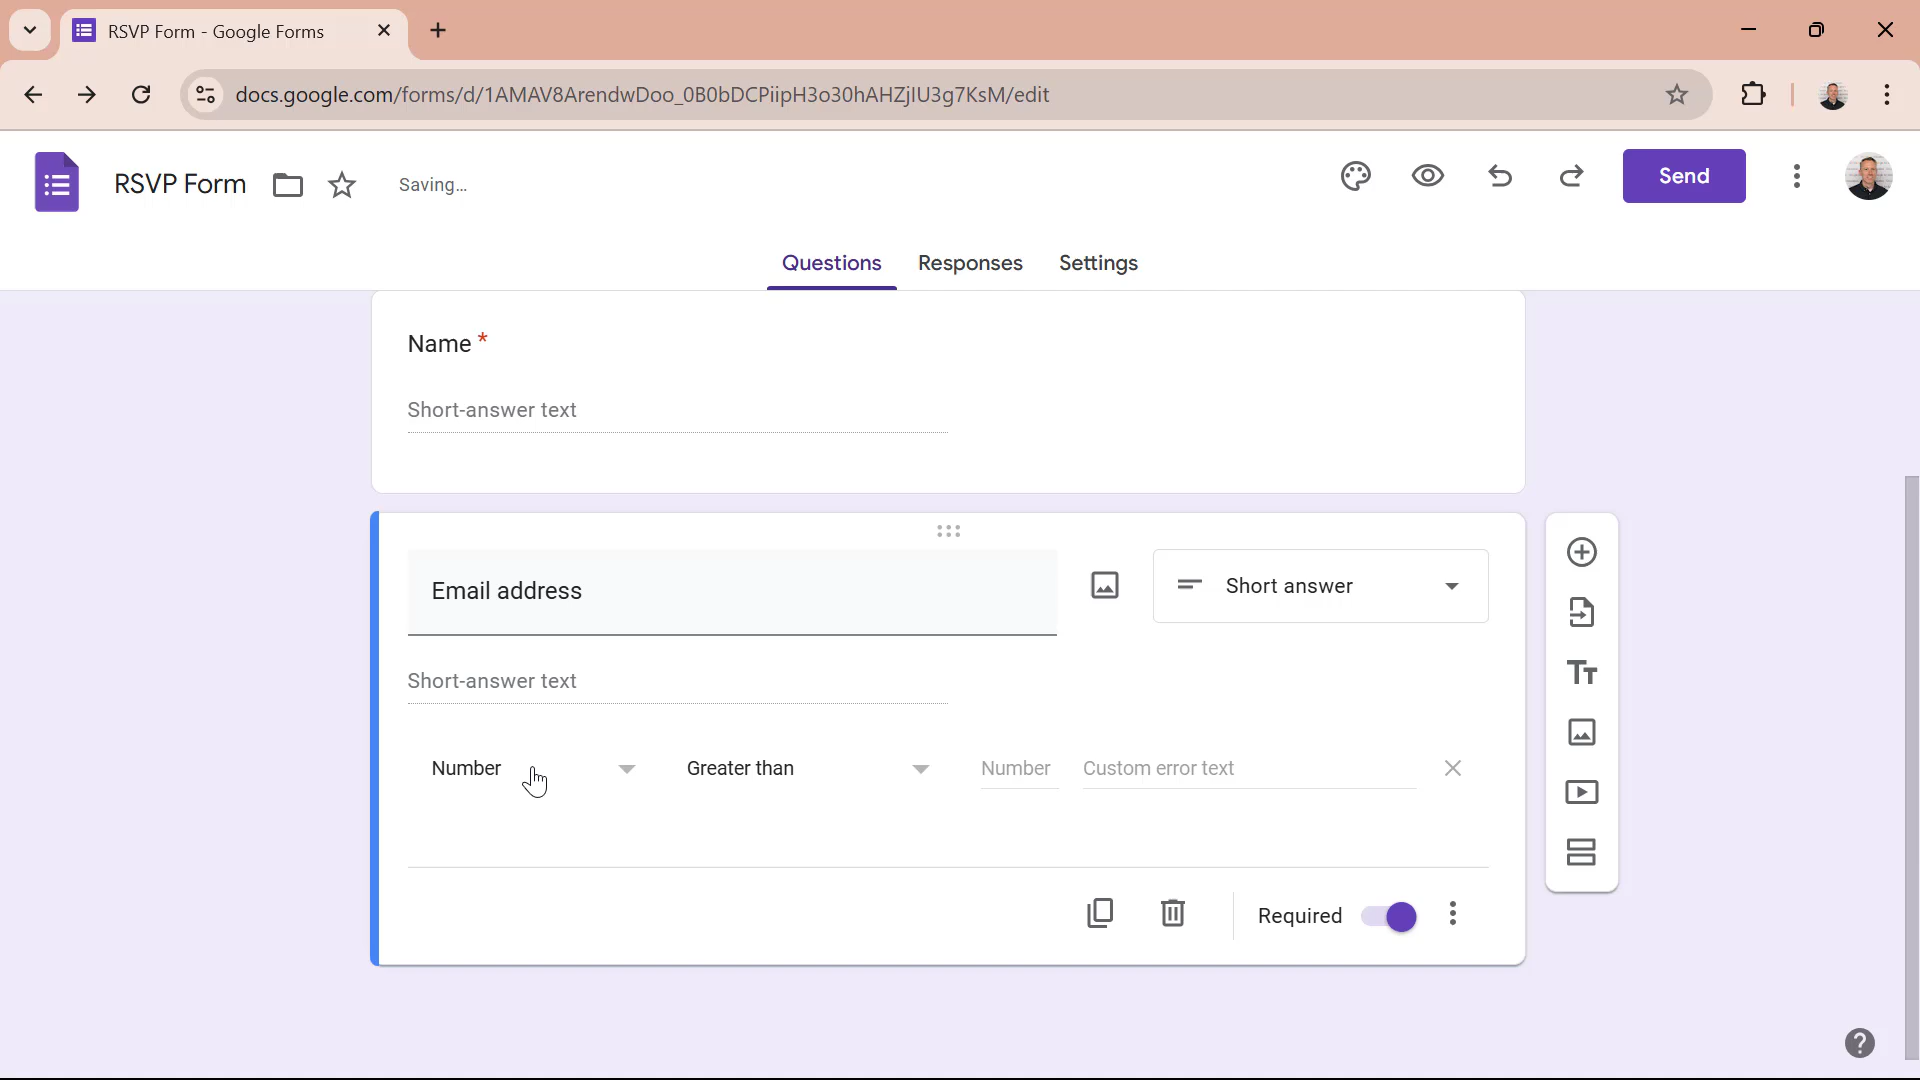 RSVP Form - Google Forms
docs.google.com/forms/d/1AMAV8ArendwDoo_0B0bDCPiipH3o30hAHZjIU3g7KsM/edit
RSVP Form
Saving...
Send
Questions Responses Settings
Name *
Short-answer text
Email address
Short answer
Short-answer text
Number Greater than Number Custom error text
Required